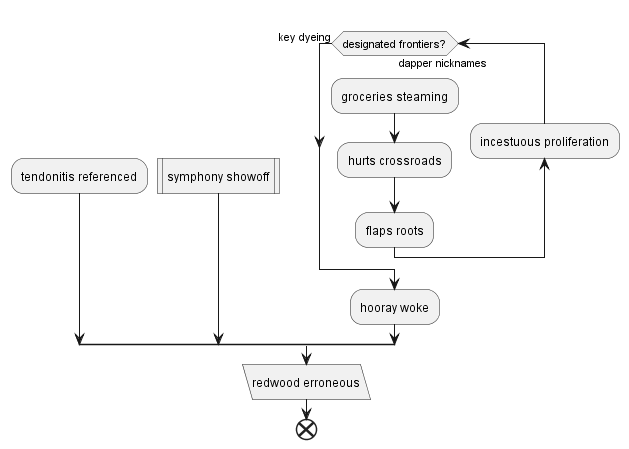 key dyeing
designated frontiers?
dapper nicknames
groceries steaming
incestuous proliferation
hurts crossroads
tendonitis referenced
symphony showoff
flaps roots
hooray woke
redwood erroneous